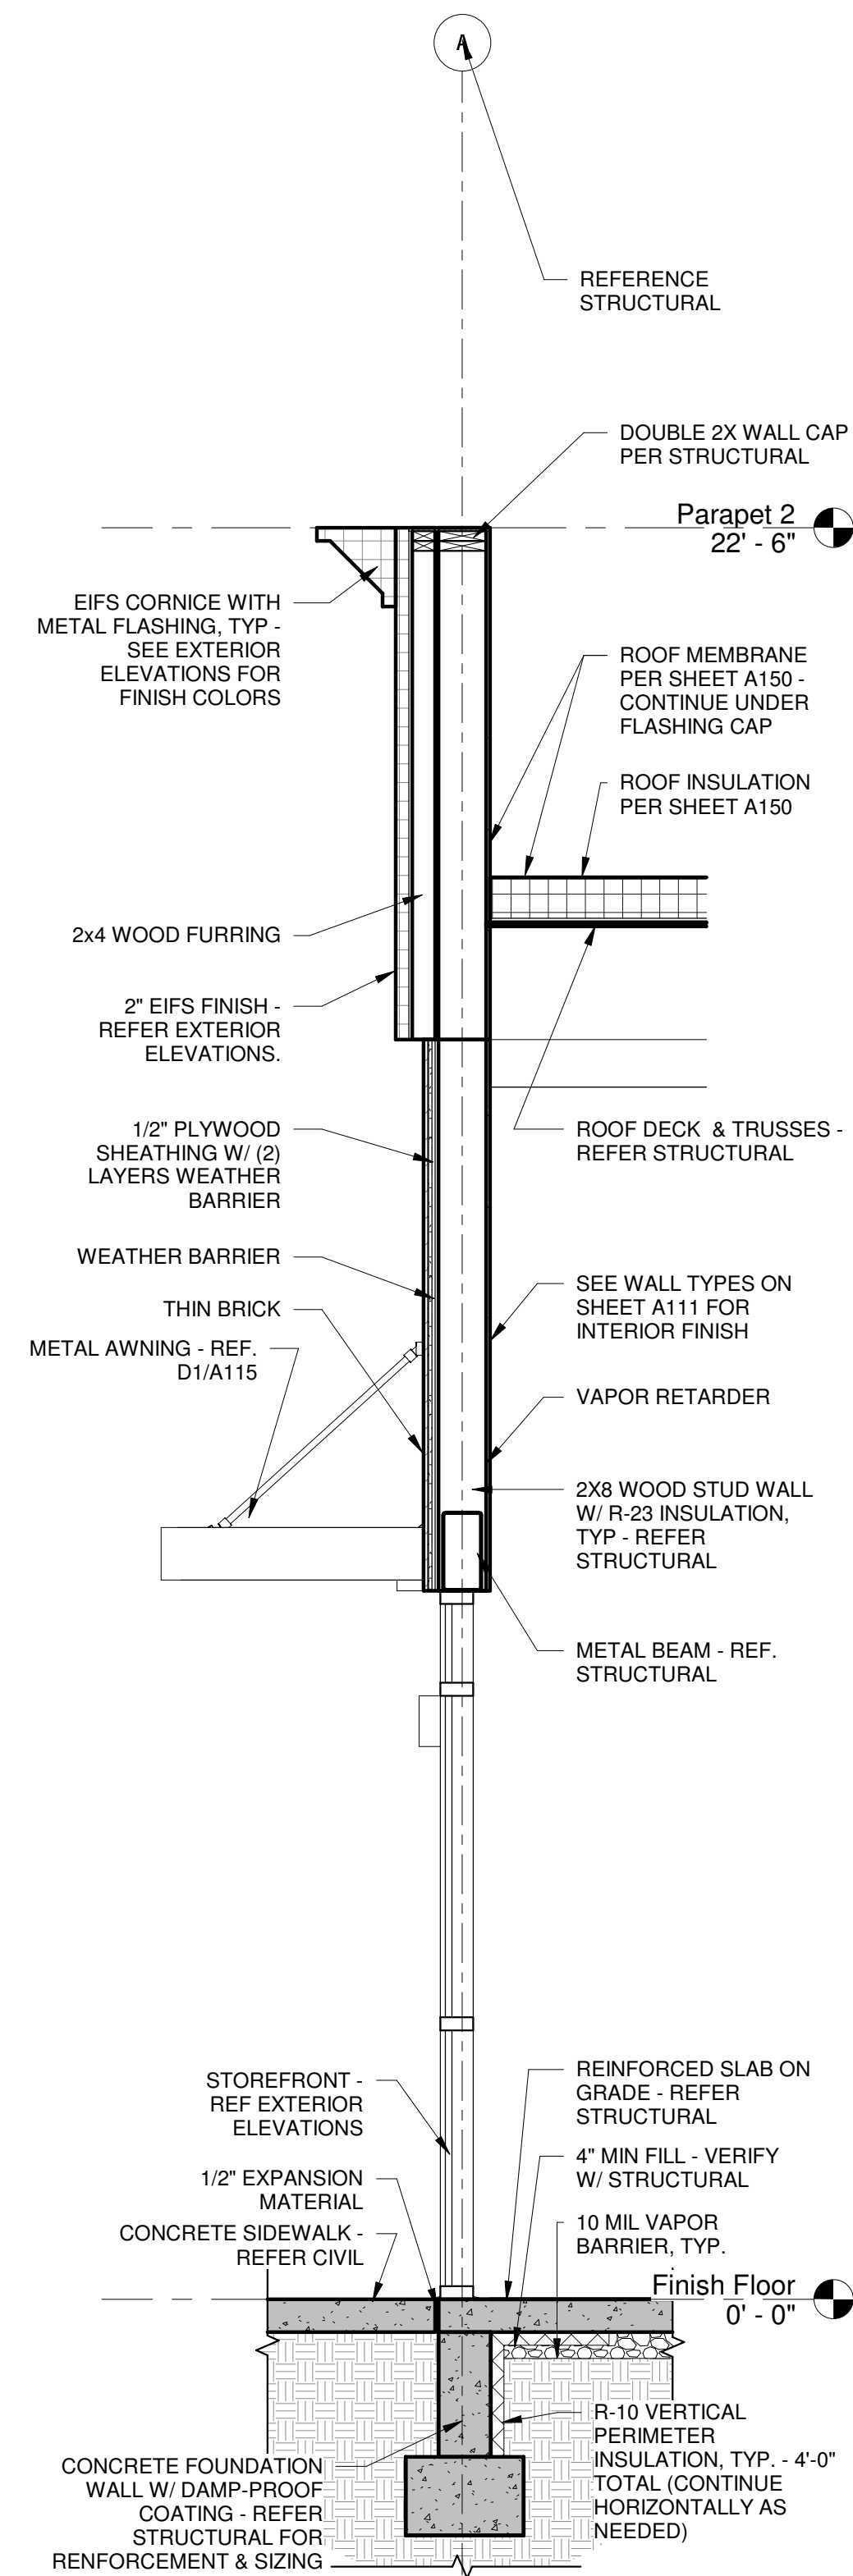 A
REFERENCE
STRUCTURAL
DOUBLE 2X WALL CAP
PER STRUCTURAL
Parapet 2
22' - 6"
EIFS CORNICE WITH
METAL FLASHING, TYP -
SEE EXTERIOR
ELEVATIONS FOR
FINISH COLORS
ROOF MEMBRANE
PER SHEET A150 -
CONTINUE UNDER
FLASHING CAP
ROOF INSULATION
PER SHEET A150
2x4 WOOD FURRING
2" EIFS FINISH -
REFER EXTERIOR
ELEVATIONS.
1/2" PLYWOOD
SHEATHING W/ (2)
LAYERS WEATHER
BARRIER
ROOF DECK & TRUSSES -
REFER STRUCTURAL
WEATHER BARRIER
THIN BRICK
METAL AWNING - REF.
D1/A115
SEE WALL TYPES ON
SHEET A111 FOR
INTERIOR FINISH
VAPOR RETARDER
2X8 WOOD STUD WALL
W/ R-23 INSULATION,
TYP - REFER
STRUCTURAL
METAL BEAM - REF.
STRUCTURAL
STOREFRONT -
REF EXTERIOR
ELEVATIONS
1/2" EXPANSION
MATERIAL
CONCRETE SIDEWALK -
REFER CIVIL
REINFORCED SLAB ON
GRADE - REFER
STRUCTURAL
4" MIN FILL - VERIFY
W/ STRUCTURAL
10 MIL VAPOR
BARRIER, TYP.
Finish Floor
0' - 0"
R-10 VERTICAL
PERIMETER
INSULATION, TYP. - 4'-0"
TOTAL (CONTINUE
HORIZONTALLY AS
NEEDED)
CONCRETE FOUNDATION
WALL W/ DAMP-PROOF
COATING - REFER
STRUCTURAL FOR
RENFORCEMENT & SIZING